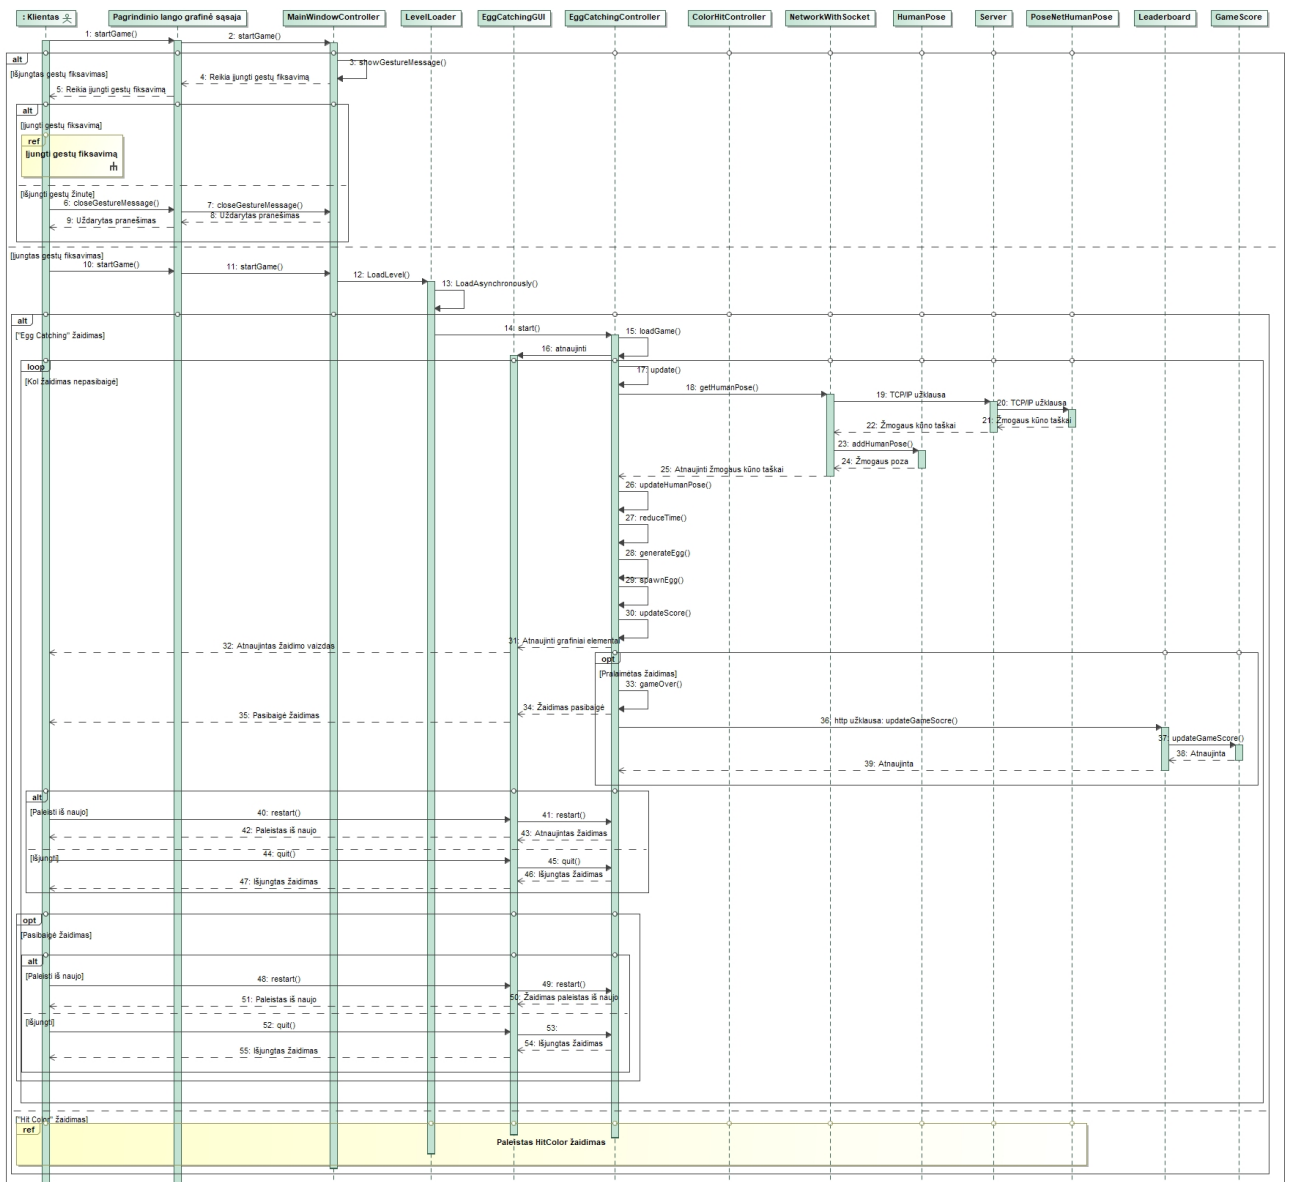 : Klientas
Pagrindinio lango grafinė sąsaja
MainWindowController
LevelLoader
EggCatchingGUI
EggCatchingController
ColorHitController
NetworkWithSocket
HumanPose
Server
PoseNetHumanPose
Leaderboard
GameScore
1: startGame()
2: startGame()
alt
3: showGestureMessage()
[Išjungtas gestų fiksavimas]
4: Reikia įjungti gestų fiksavimą
5: Reikia įjungti gestų fiksavimą
alt
[Įjungti gestų fiksavimą]
ref
Įjungti gestų fiksavimą
[Išjungti gestų žinutę]
6: closeGestureMessage()
7: closeGestureMessage()
8: Uždarytas pranešimas
9: Uždarytas pranešimas
[Įjungtas gestų fiksavimas]
10: startGame()
11: startGame()
12: LoadLevel()
13: LoadAsynchronously()
alt
["Egg Catching" žaidimas]
14: start()
15: loadGame()
16: atnaujinti
loop
17: update()
[Kol žaidimas nepasibaigė]
18: getHumanPose()
19: TCP/IP užklausa
20: TCP/IP užklausa
21: Žmogaus kūno taškai
22: Žmogaus kūno taškai
23: addHumanPose()
24: Žmogaus poza
25: Atnaujinti žmogaus kūno taškai
26: updateHumanPose()
27: reduceTime()
28: generateEgg()
29: spawnEgg()
30: updateScore()
31: Atnaujinti grafiniai elementai
32: Atnaujintas žaidimo vaizdas
opt
[Pralaimėtas žaidimas]
33: gameOver()
34: Žaidimas pasibaigė
35: Pasibaigė žaidimas
36: http užklausa: updateGameSocre()
37: updateGameScore()
38: Atnaujinta
39: Atnaujinta
alt
[Paleisti iš naujo]
40: restart()
41: restart()
42: Paleistas iš naujo
43: Atnaujintas žaidimas
[Išjungti]
44: quit()
45: quit()
46: Išjungtas žaidimas
47: Išjungtas žaidimas
opt
[Pasibaigė žaidimas]
alt
[Paleisti iš naujo]
48: restart()
49: restart()
50: Žaidimas paleistas iš naujo
51: Paleistas iš naujo
[Išjungti]
52: quit()
53:
54: Išjungtas žaidimas
55: Išjungtas žaidimas
["Hit Color" žaidimas]
ref
Paleistas HitColor žaidimas